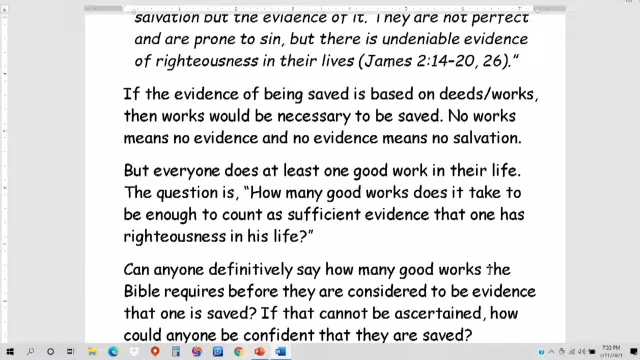 salvation but the evidence of it. They are not perfect
and are prone to sin, but there is undeniable evidence
of righteousness in their lives (James 2:14–20, 26)."
If the evidence of being saved is based on deeds/works,
then works would be necessary to be saved. No works
means no evidence and no evidence means no salvation.
But everyone does at least one good work in their life.
The question is, "How many good works does it take to
be enough to count as sufficient evidence that one has
righteousness in his life?"
Can anyone definitively say how many good works the
Bible requires before they are considered to be evidence
that one is saved? If that cannot be ascertained, how
could anyone be confident that they are saved?
7:33 PM